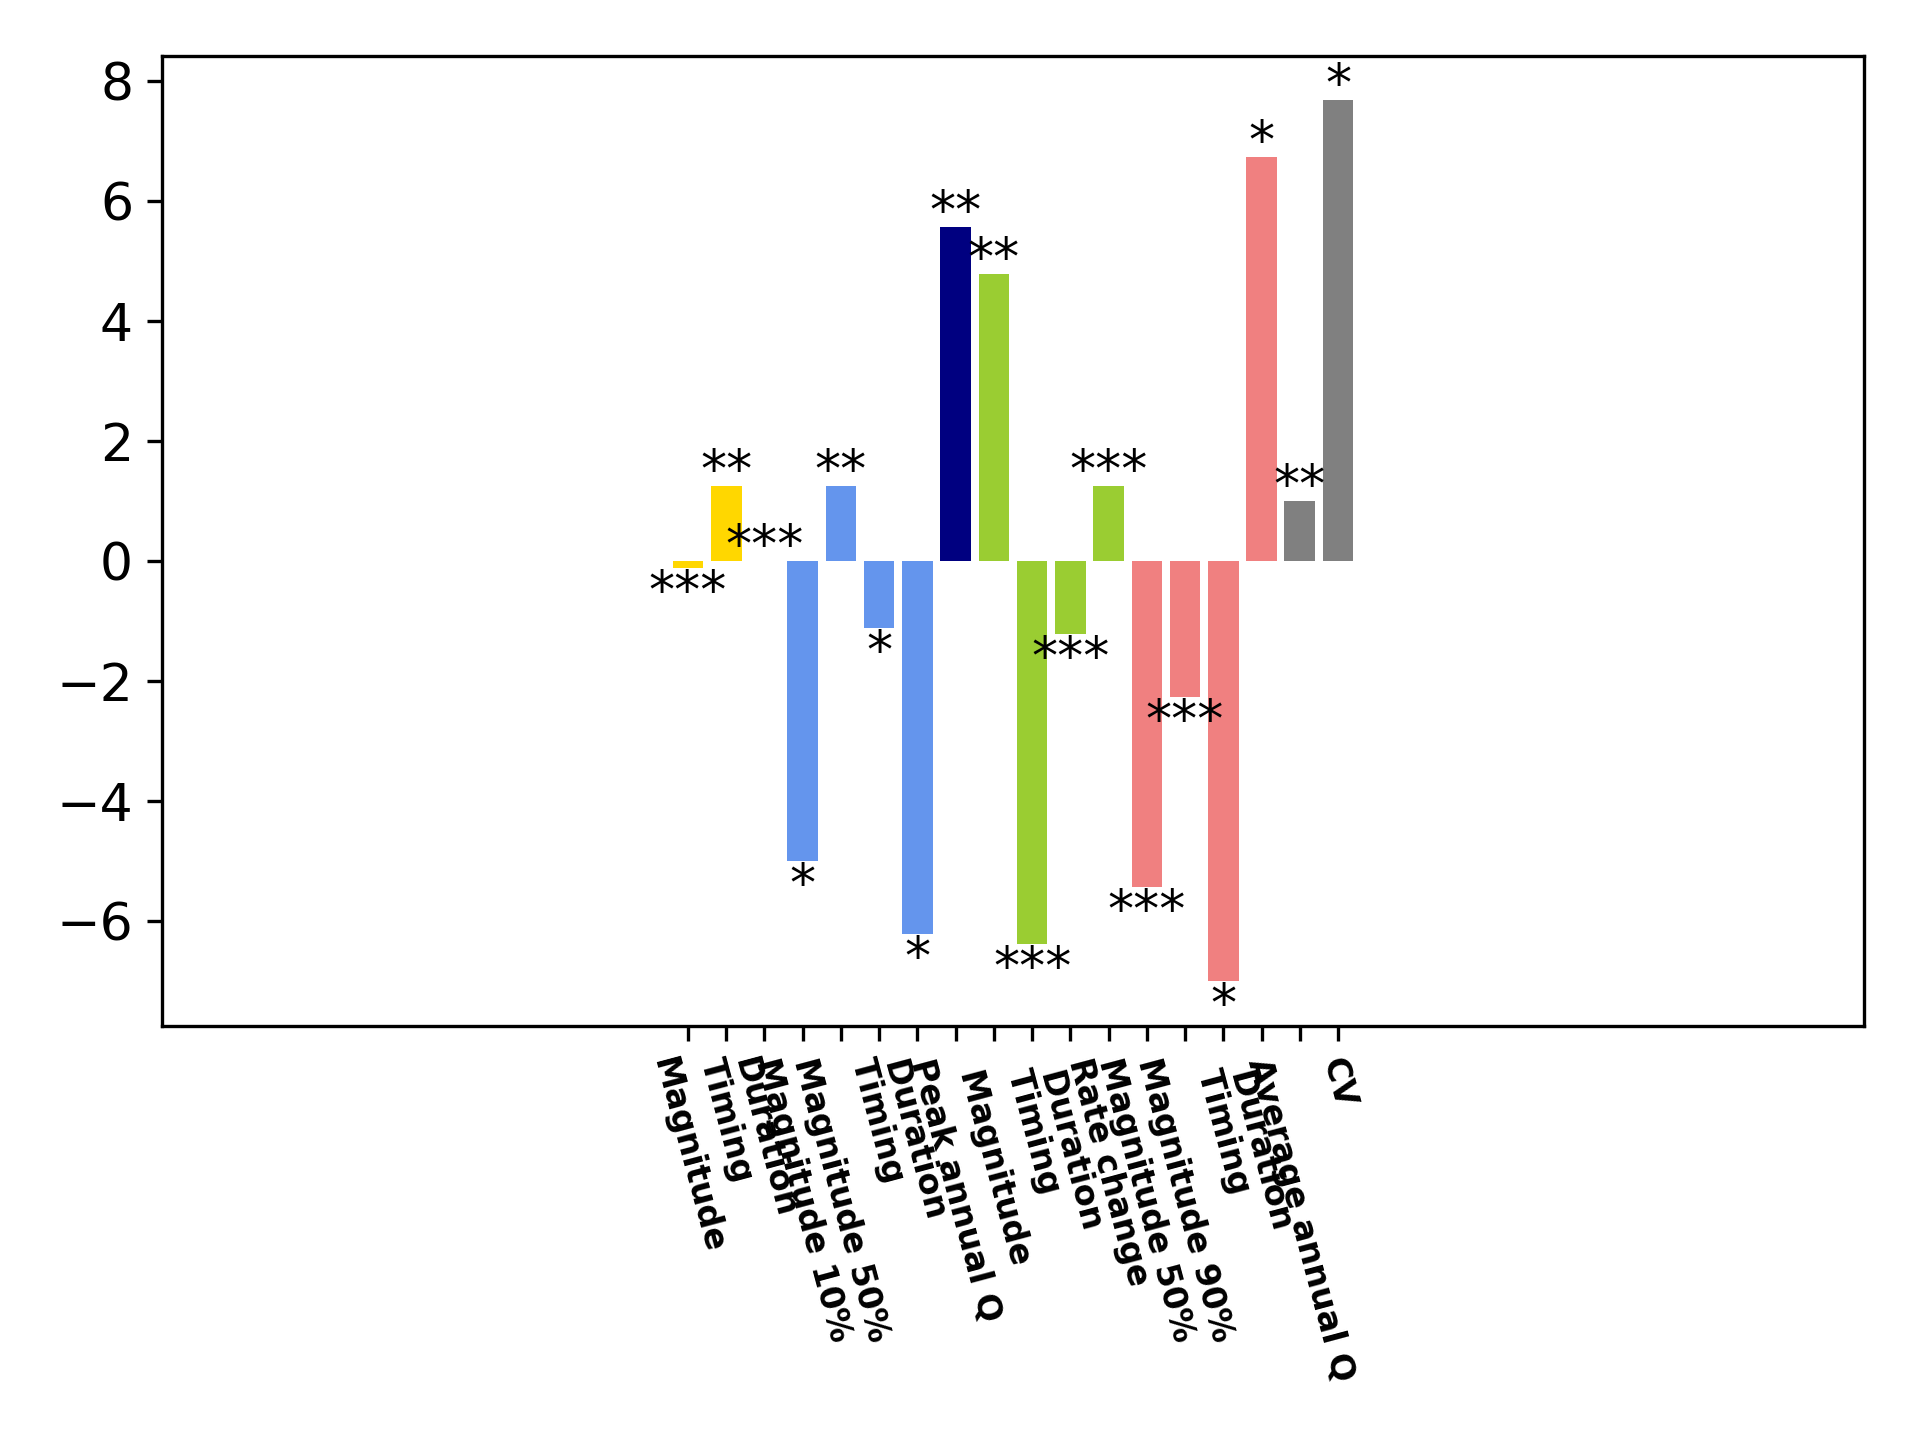 8
6
4
2
0
−2
−4
−6
***
**
***
*
**
*
*
**
**
***
***
***
***
***
*
*
**
*
Magnitude
Timing
Duration
Magnitude 10%
Magnitude 50%
Timing
Duration
Peak annual Q
Magnitude
Timing
Duration
Rate change
Magnitude 50%
Magnitude 90%
Timing
Duration
Average annual Q
CV